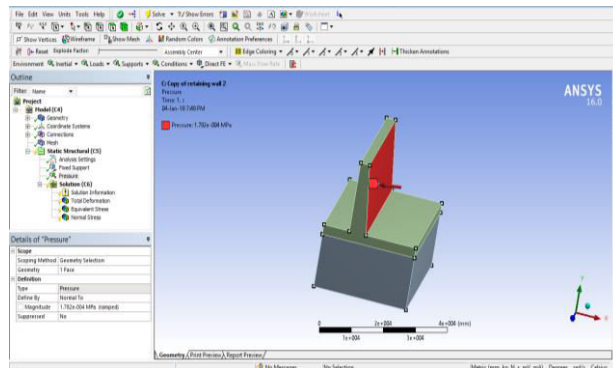 File Edit View Units Tools Help
Solve ?/ Show Errors
Worksheet
Show Vertices Wireframe Show Mesh Random Colors Annotation Preferences
Reset Explode Factor Assembly Center Edge Coloring Thicken Annotations
Environment Inertial Loads Supports Conditions Direct FE
Outline
Filter: Name
Project
Model (C4)
Geometry
Coordinate Systems
Connections
Mesh
Static Structural (C5)
Analysis Settings
Fixed Support
Pressure
Solution (C6)
Solution Information
Total Deformation
Equivalent Stress
Normal Stress
Details of "Pressure"
Scope
Scoping Method Geometry Selection
Geometry 1 Face
Definition
Type Pressure
Define By Normal To
Magnitude 1.782e-004 MPa (ramped)
Suppressed No
C: Copy of retaining wall 2
Pressure
Time: 1. s
Pressure: 1.782e-004 MPa
ANSYS
16.0
0 2e+004 4e+004 (mm)
1e+004 3e+004
Geometry Print Preview Report Preview
No Messages No Selection